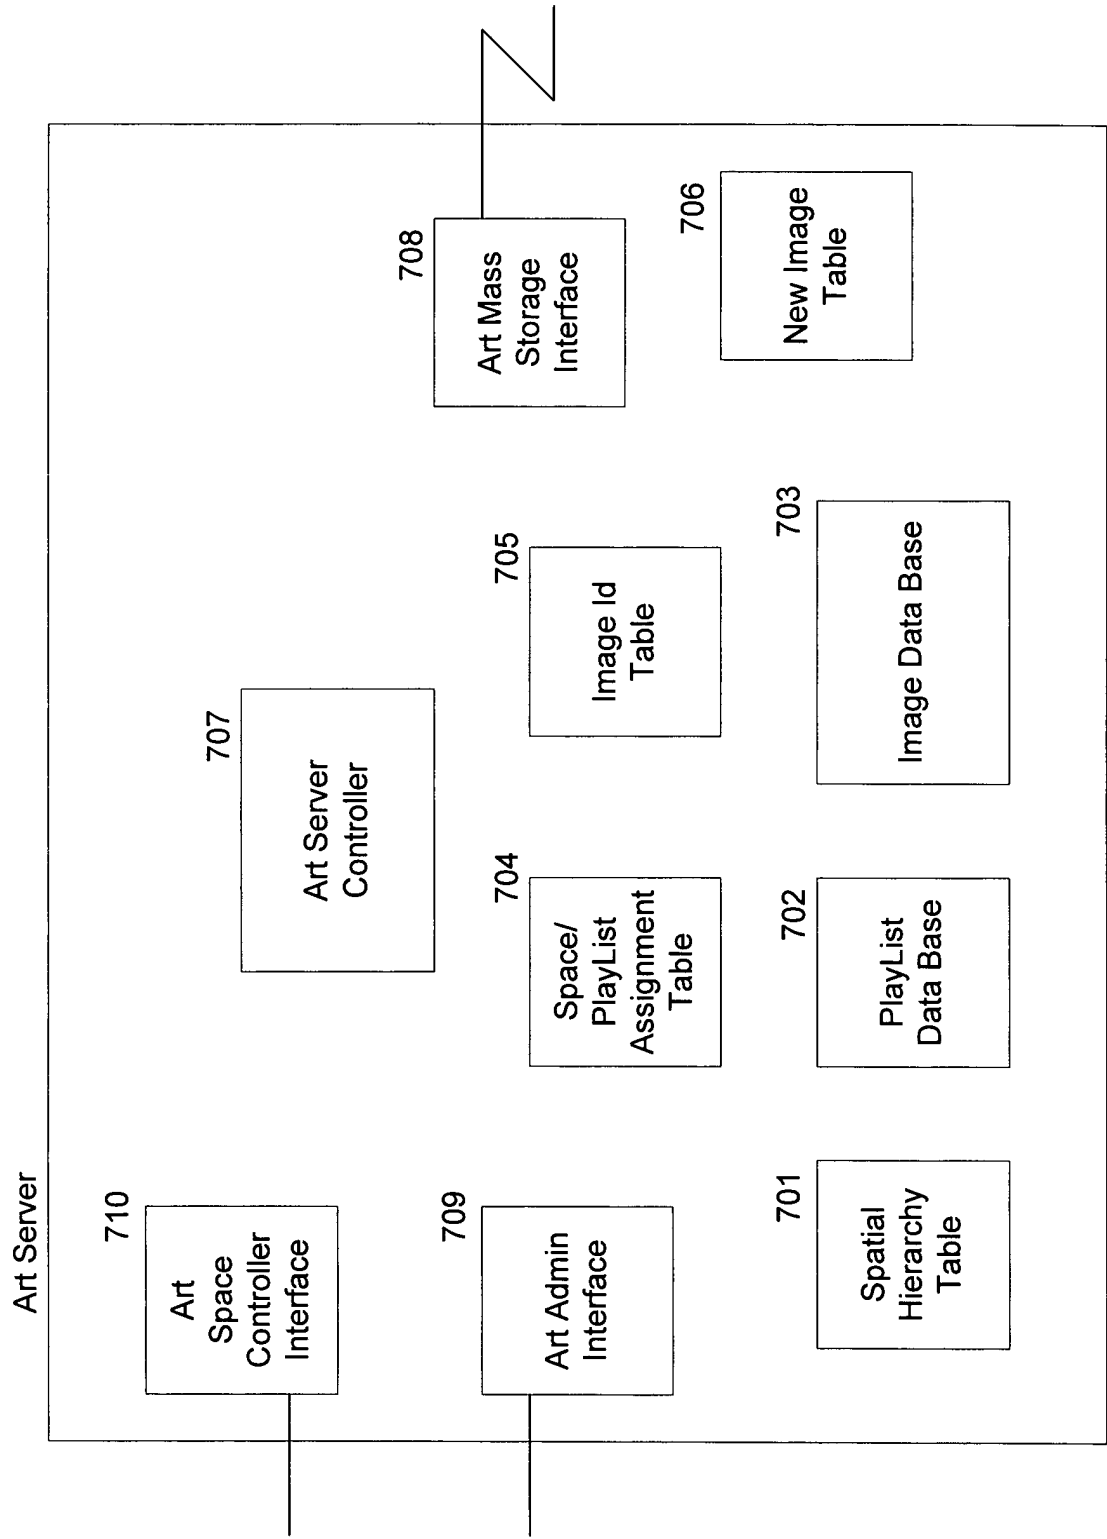 Art Server
710
Art
Space
Controller
Interface
707
Art Server
Controller
708
Art Mass
Storage
Interface
709
Art Admin
Interface
704
Space/
PlayList
Assignment
Table
705
Image Id
Table
706
New Image
Table
701
Spatial
Hierarchy
Table
702
PlayList
Data Base
703
Image Data Base